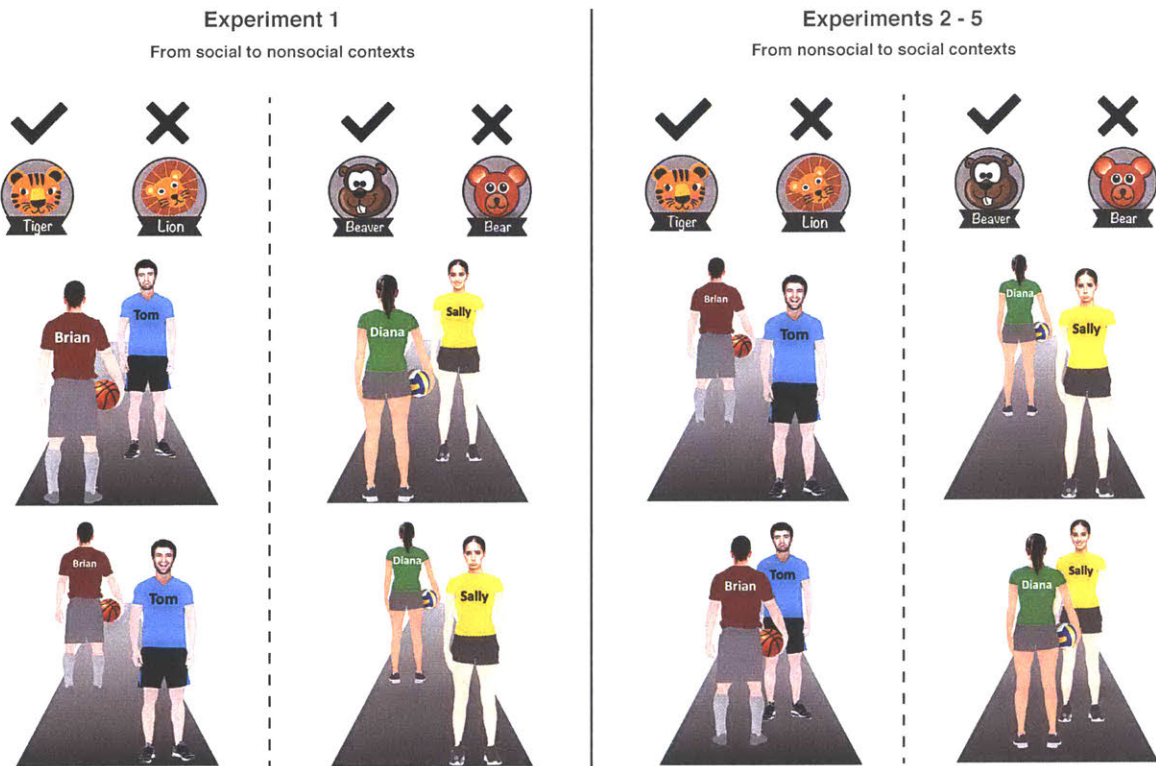 Experiment 1
From social to nonsocial contexts
Tiger
Lion
Beaver
Bear
Brian
Tom
Diana
Sally
Brian
Tom
Diana
Sally
Experiments 2 - 5
From nonsocial to social contexts
Tiger
Lion
Beaver
Bear
Brian
Tom
Diana
Sally
Brian
Tom
Diana
Sally